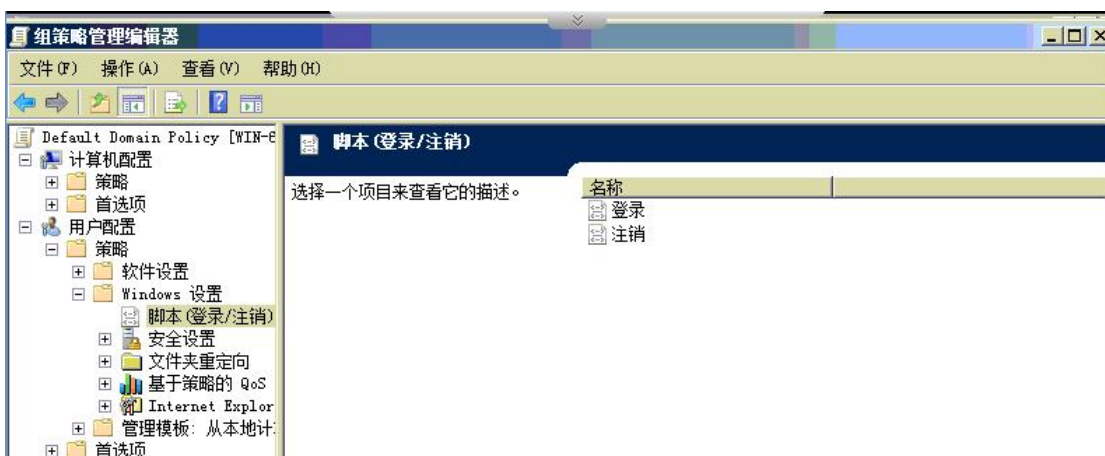 组策略管理编辑器
文件(F) 操作(A) 查看(V) 帮助(H)
Default Domain Policy [WIN-6
计算机配置
策略
首选项
用户配置
策略
软件设置
Windows 设置
脚本(登录/注销)
安全设置
文件夹重定向
基于策略的 QoS
Internet Explor
管理模板: 从本地计
首选项
脚本(登录/注销)
选择一个项目来查看它的描述。
名称
登录
注销